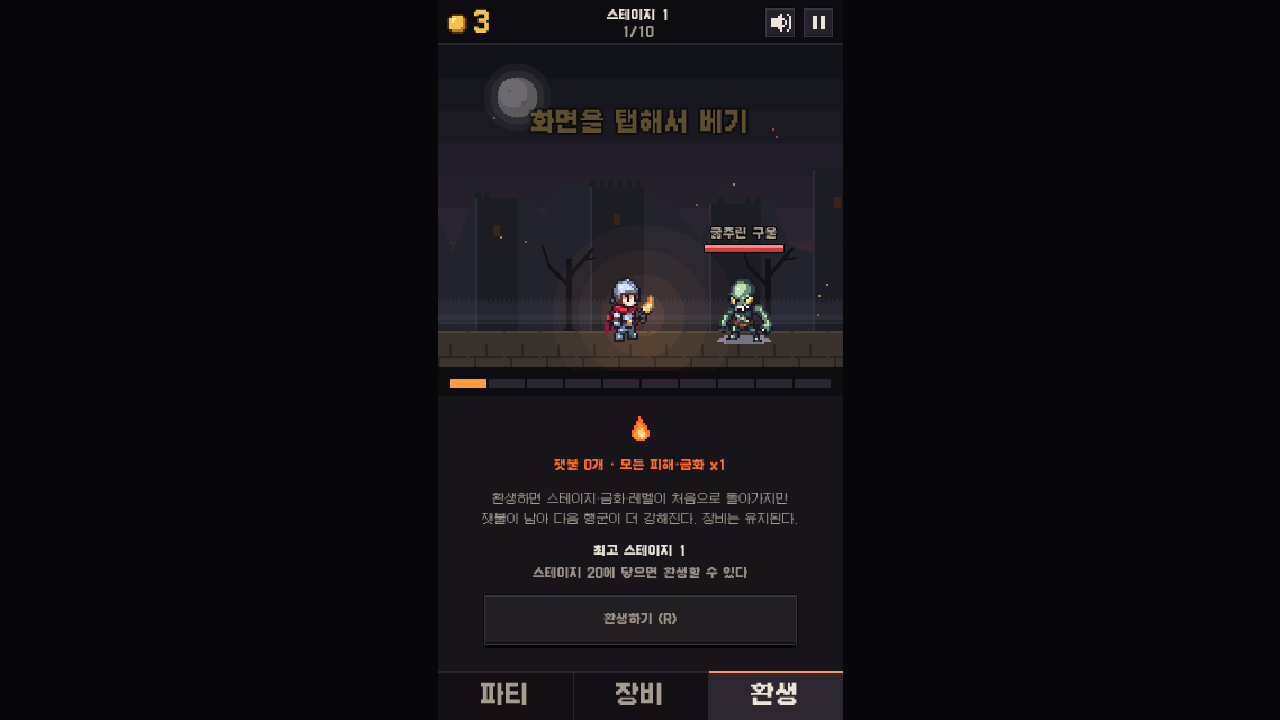 3
스테이지 1
1/10
화면을 탭해서 베기
굶주린 구울
잿불 0개 · 모든 피해·금화 x1
환생하면 스테이지·금화·레벨이 처음으로 돌아가지만
잿불이 남아 다음 행군이 더 강해진다. 장비는 유지된다.
최고 스테이지 1
스테이지 20에 닿으면 환생할 수 있다
환생하기 (R)
파티
장비
환생